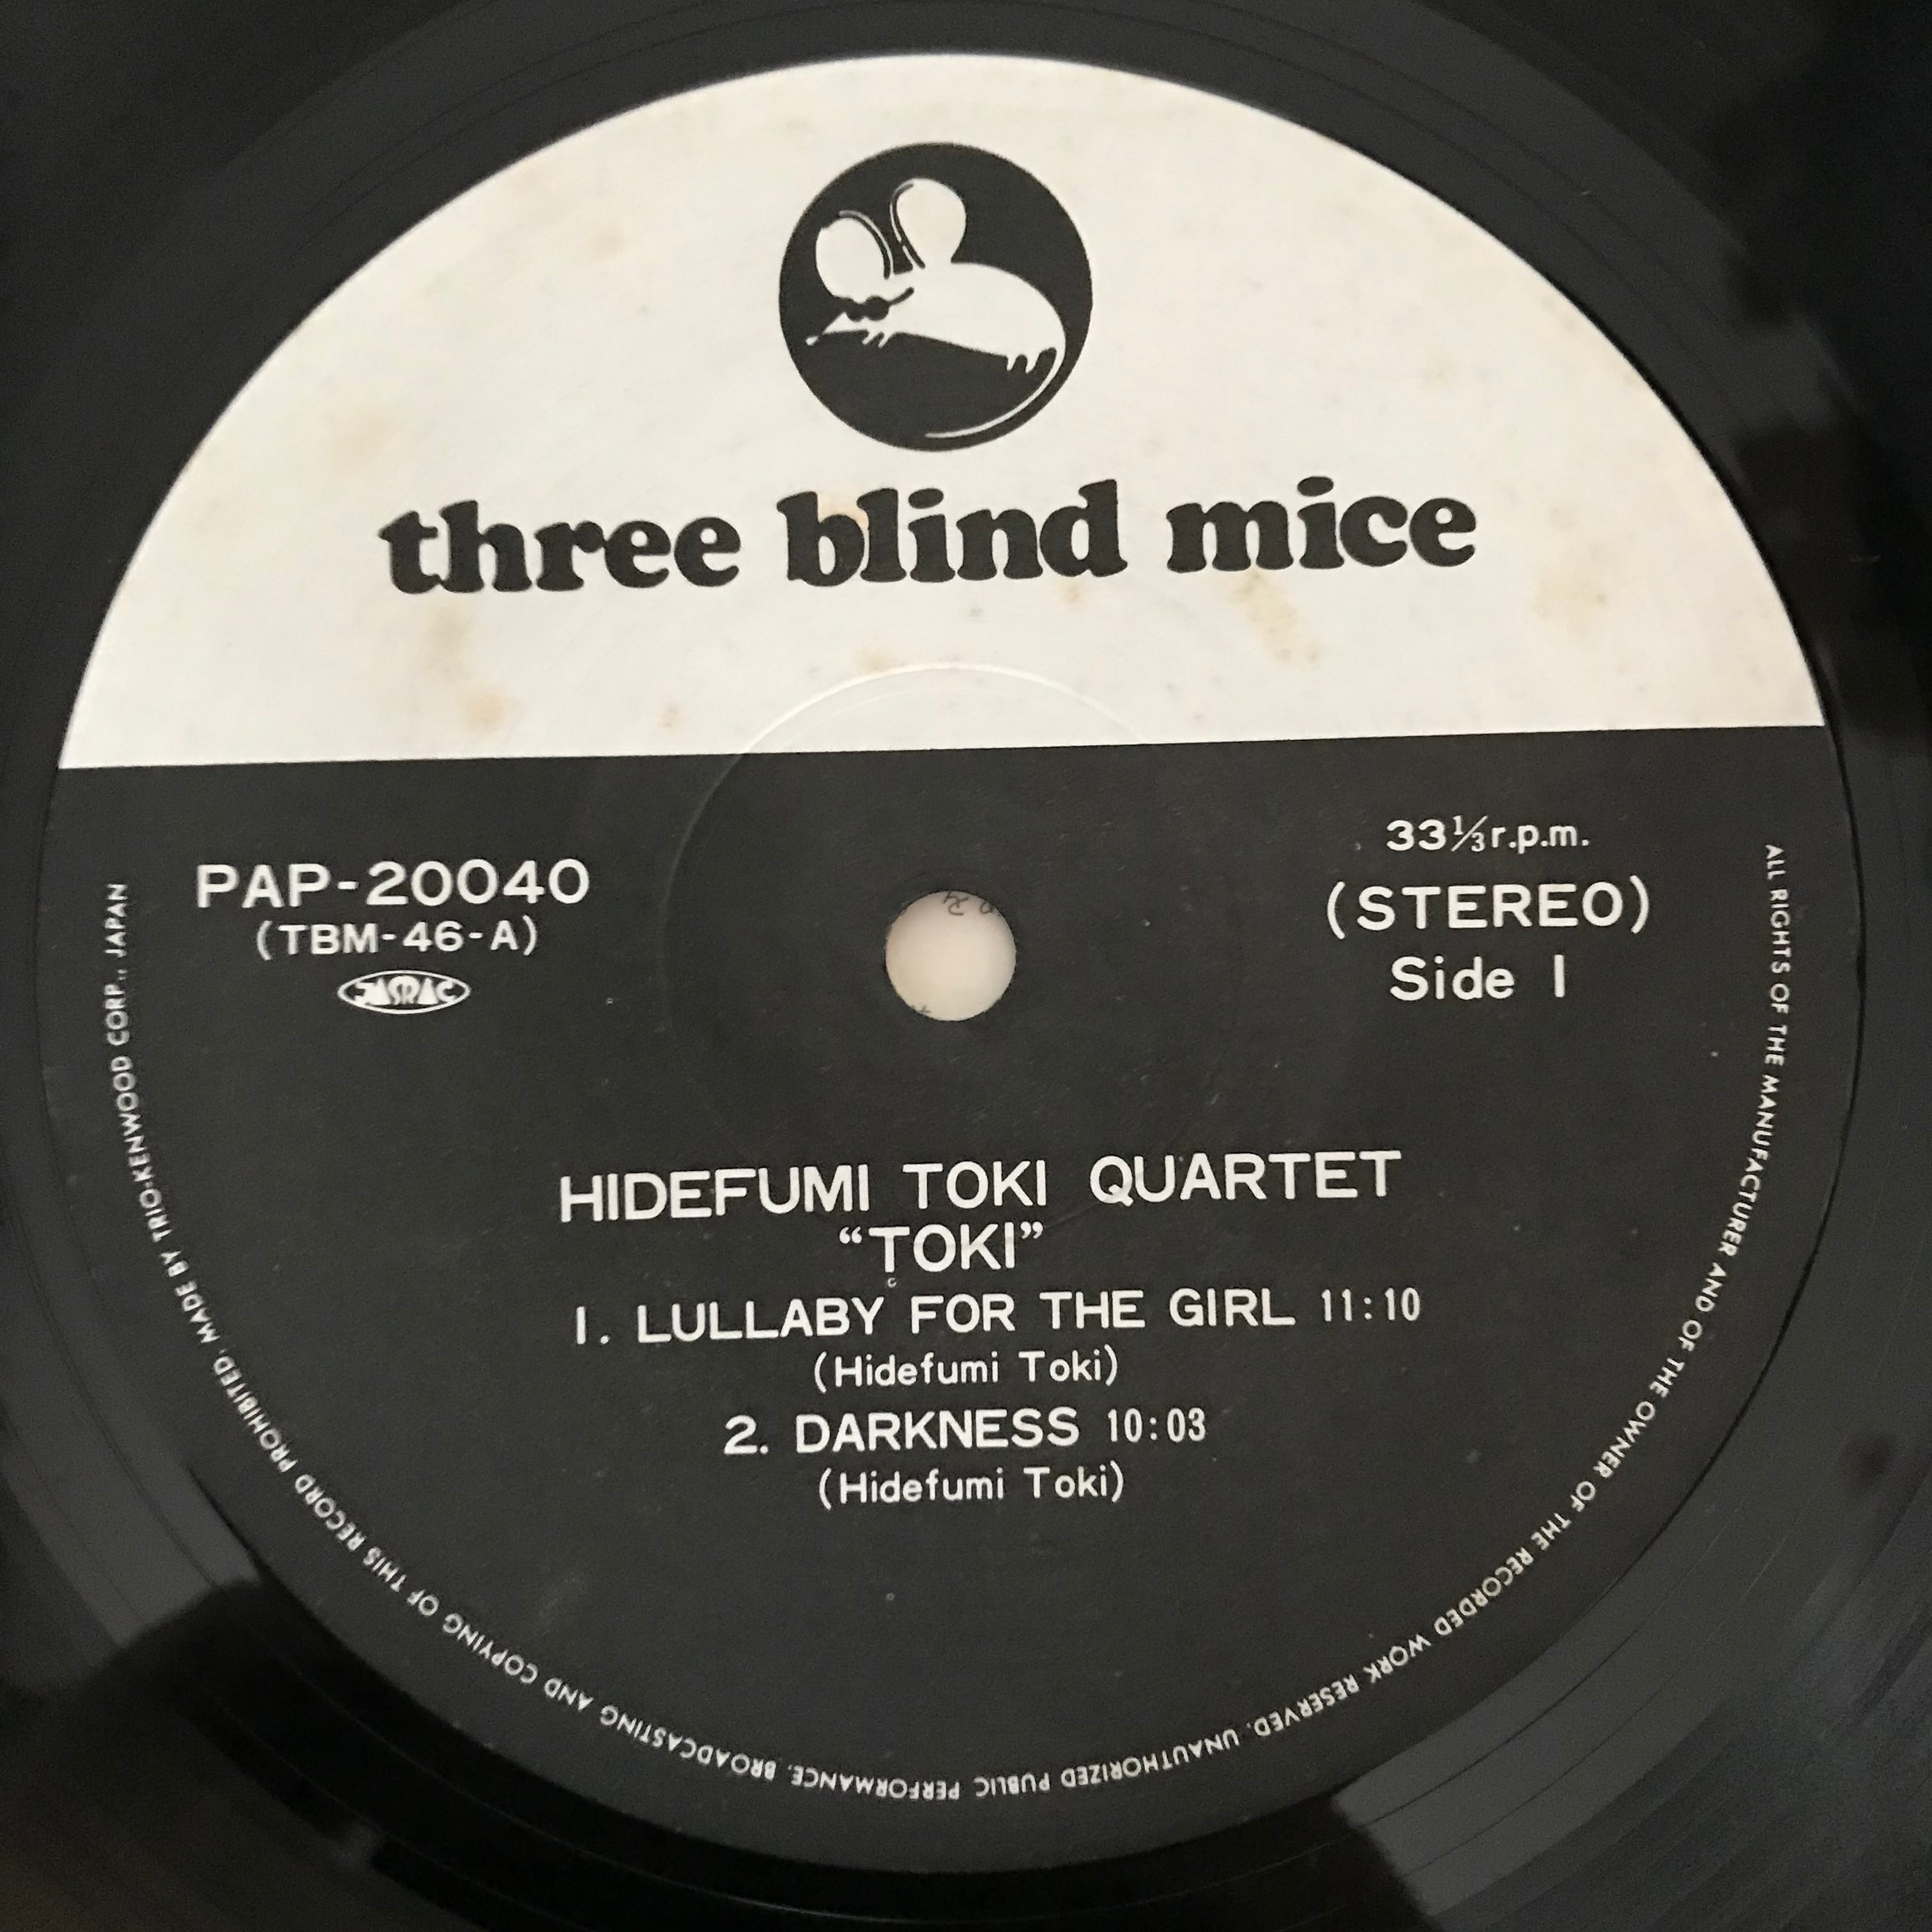 three blind mice
PAP-20040
(TBM-46-A)
JASRAC
33⅓r.p.m.
(STEREO)
Side 1
HIDEFUMI TOKI QUARTET
“TOKI”
1. LULLABY FOR THE GIRL 11:10
(Hidefumi Toki)
2. DARKNESS 10:03
(Hidefumi Toki)
ALL RIGHTS OF THE MANUFACTURER AND OF THE OWNER OF THE RECORDED WORK RESERVED. UNAUTHORIZED PUBLIC PERFORMANCE, BROADCASTING AND COPYING OF THIS RECORD PROHIBITED. MADE BY TRIO-KENWOOD CORP., JAPAN